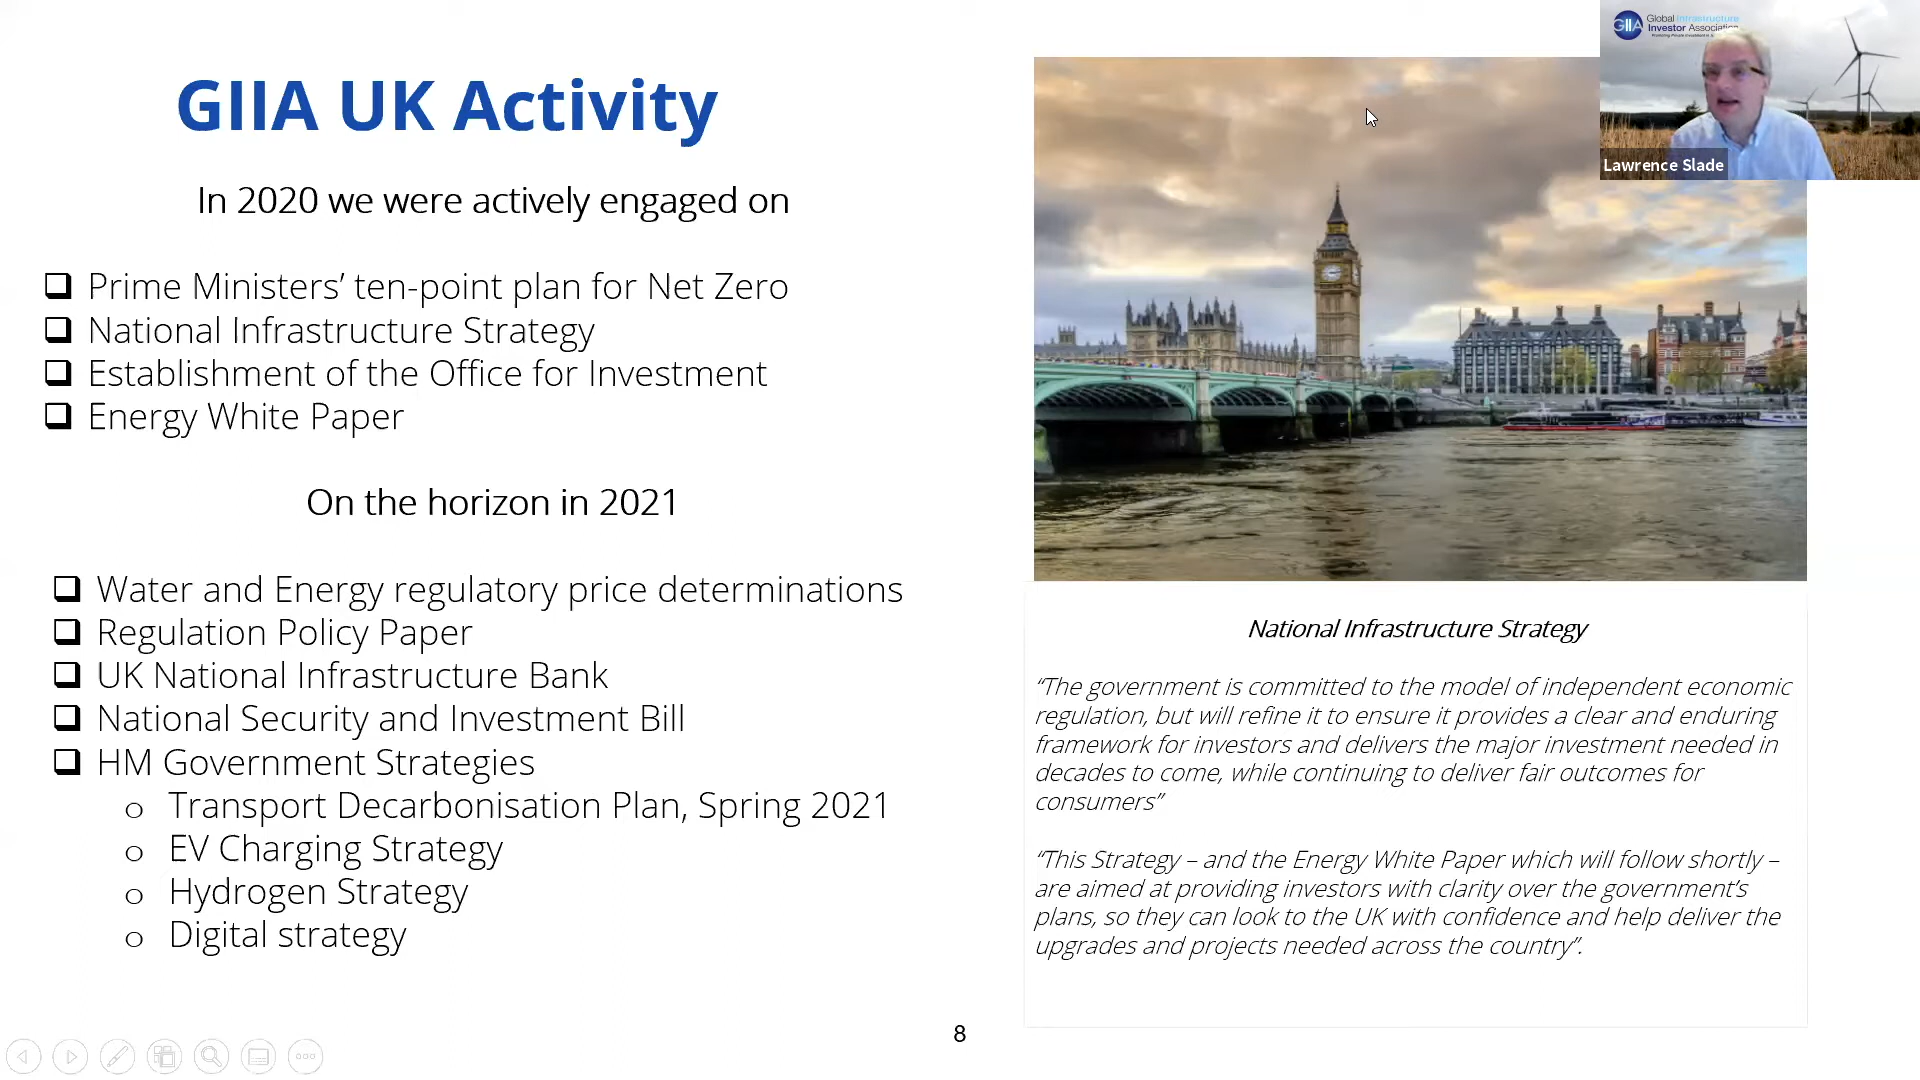 GIIA UK Activity
In 2020 we were actively engaged on
Prime Ministers’ ten-point plan for Net Zero
National Infrastructure Strategy
Establishment of the Office for Investment
Energy White Paper
On the horizon in 2021
Water and Energy regulatory price determinations
Regulation Policy Paper
UK National Infrastructure Bank
National Security and Investment Bill
HM Government Strategies
o Transport Decarbonisation Plan, Spring 2021
o EV Charging Strategy
o Hydrogen Strategy
o Digital strategy
GIIA
Global Infrastructure
Investor Association
Lawrence Slade
National Infrastructure Strategy
“The government is committed to the model of independent economic
regulation, but will refine it to ensure it provides a clear and enduring
framework for investors and delivers the major investment needed in
decades to come, while continuing to deliver fair outcomes for
consumers”
“This Strategy – and the Energy White Paper which will follow shortly –
are aimed at providing investors with clarity over the government’s
plans, so they can look to the UK with confidence and help deliver the
upgrades and projects needed across the country”.
8